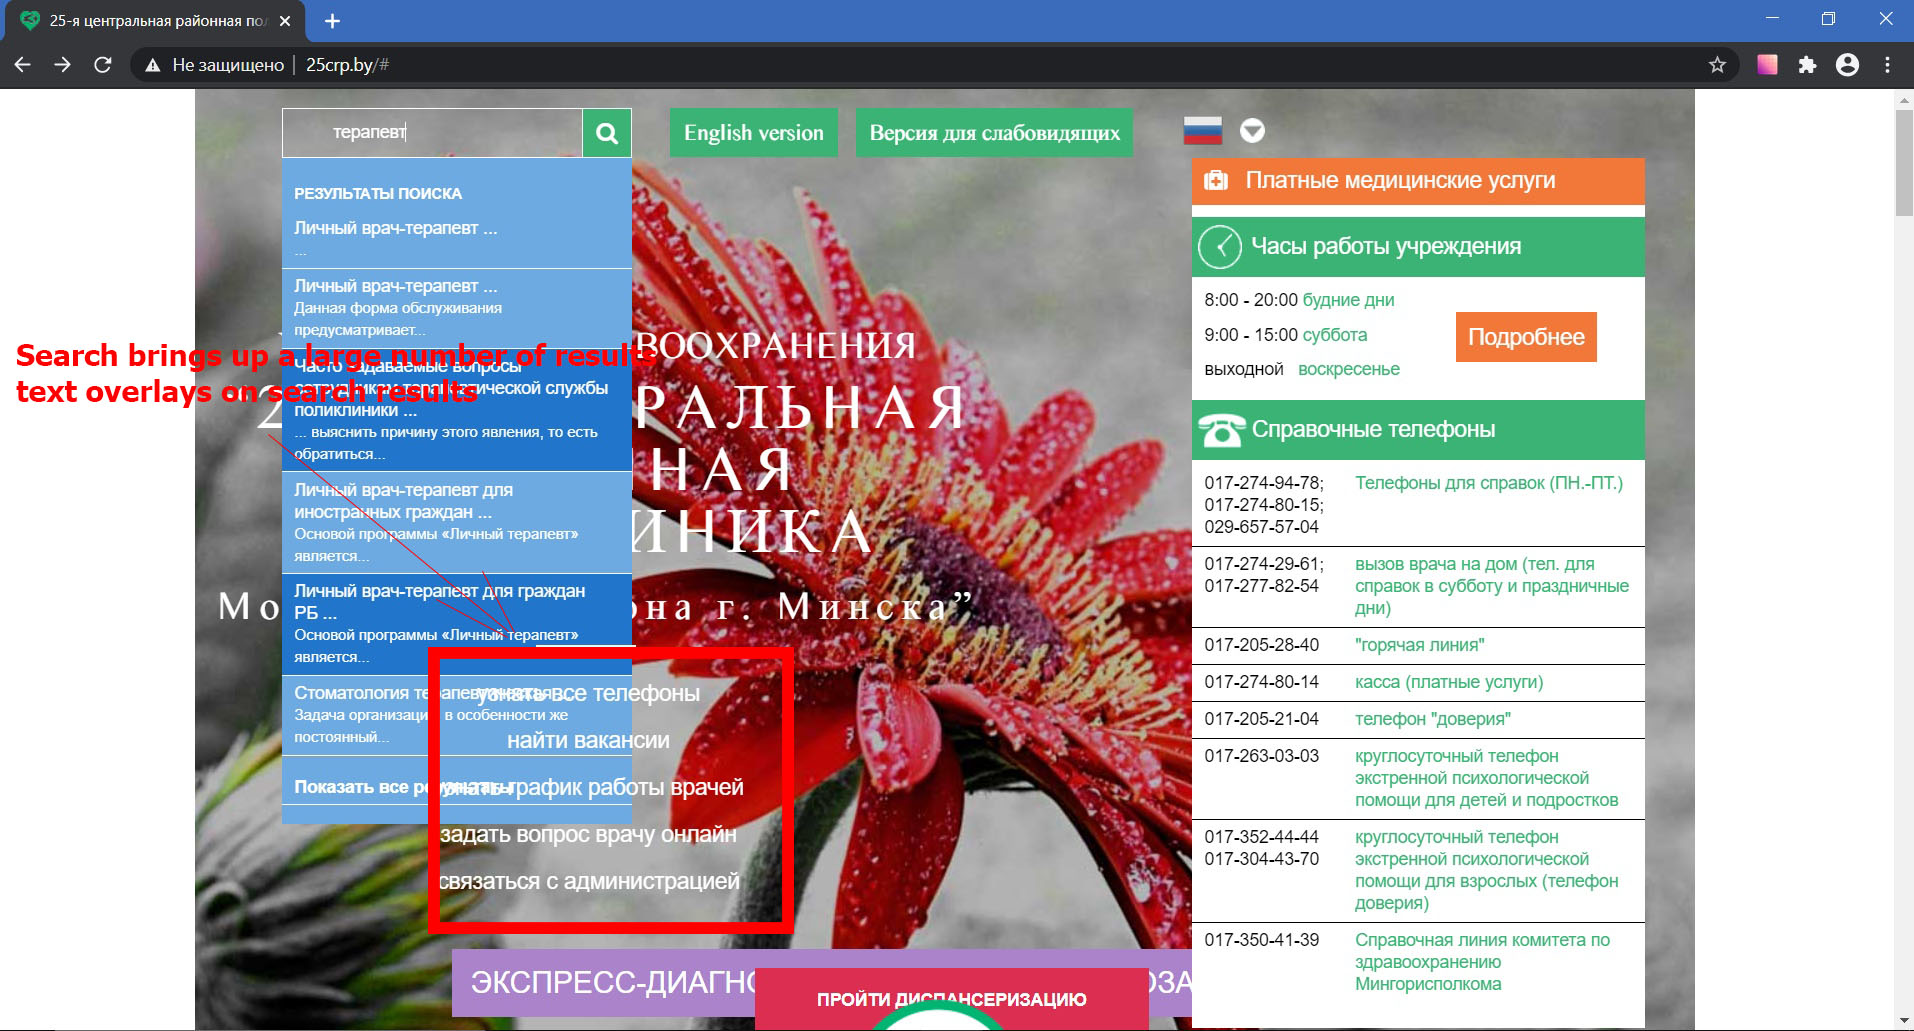 25-я центральная районная по
Не защищено
25crp.by/#
терапевт
English version
Версия для слабовидящих
РЕЗУЛЬТАТЫ ПОИСКА
Личный врач-терапевт ...
...
Личный врач-терапевт ...
Данная форма обслуживания
предусматривает...
Search brings up a large number of results
text overlays on search results
Часто задаваемые вопросы
сотрудникам терапевтической службы
поликлиники ...
... выяснить причину этого явления, то есть
обратиться...
Личный врач-терапевт для
иностранных граждан ...
Основой программы «Личный терапевт»
является...
Личный врач-терапевт для граждан
РБ ...
Основой программы «Личный терапевт»
является...
Стоматология терапевтическая
Задача организации в особенности же
постоянный...
Показать все результаты
ВООХРАНЕНИЯ
“2 РАЛЬНАЯ
НАЯ
ИНИКА
Мо она г. Минска”
узнать все телефоны
найти вакансии
узнать график работы врачей
задать вопрос врачу онлайн
связаться с администрацией
ЭКСПРЕСС-ДИАГНО ОЗА
ПРОЙТИ ДИСПАНСЕРИЗАЦИЮ
Платные медицинские услуги
Часы работы учреждения
8:00 - 20:00 будние дни
9:00 - 15:00 суббота
выходной воскресенье
Подробнее
Справочные телефоны
017-274-94-78; Телефоны для справок (ПН.-ПТ.)
017-274-80-15;
029-657-57-04
017-274-29-61; вызов врача на дом (тел. для
017-277-82-54 справок в субботу и праздничные
дни)
017-205-28-40 "горячая линия"
017-274-80-14 касса (платные услуги)
017-205-21-04 телефон "доверия"
017-263-03-03 круглосуточный телефон
экстренной психологической
помощи для детей и подростков
017-352-44-44 круглосуточный телефон
017-304-43-70 экстренной психологической
помощи для взрослых (телефон
доверия)
017-350-41-39 Справочная линия комитета по
здравоохранению
Мингорисполкома